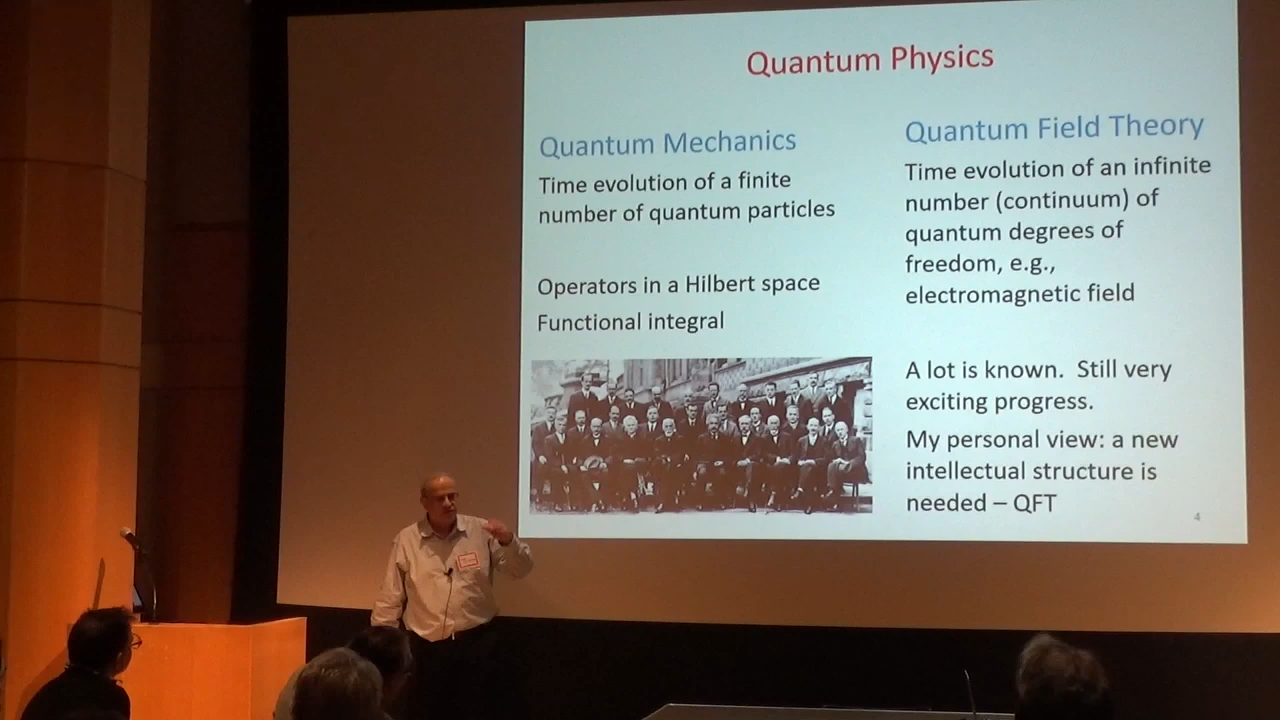 Quantum Physics
Quantum Mechanics
Time evolution of a finite
number of quantum particles
Operators in a Hilbert space
Functional integral
Quantum Field Theory
Time evolution of an infinite
number (continuum) of
quantum degrees of
freedom, e.g.,
electromagnetic field
A lot is known. Still very
exciting progress.
My personal view: a new
intellectual structure is
needed – QFT
4